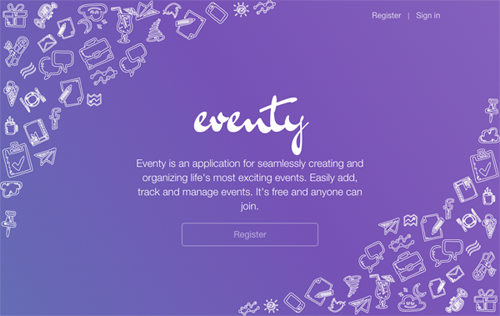 Register | Sign in
eventy
Eventy is an application for seamlessly creating and
organizing life's most exciting events. Easily add,
track and manage events. It's free and anyone can
join.
Register